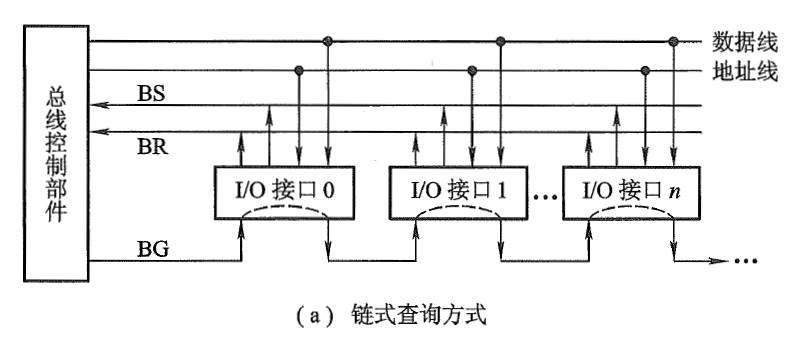 数据线
地址线
总线控制部件
BS
BR
I/O 接口 0
I/O 接口 1
···
I/O 接口 n
BG
···
(a) 链式查询方式